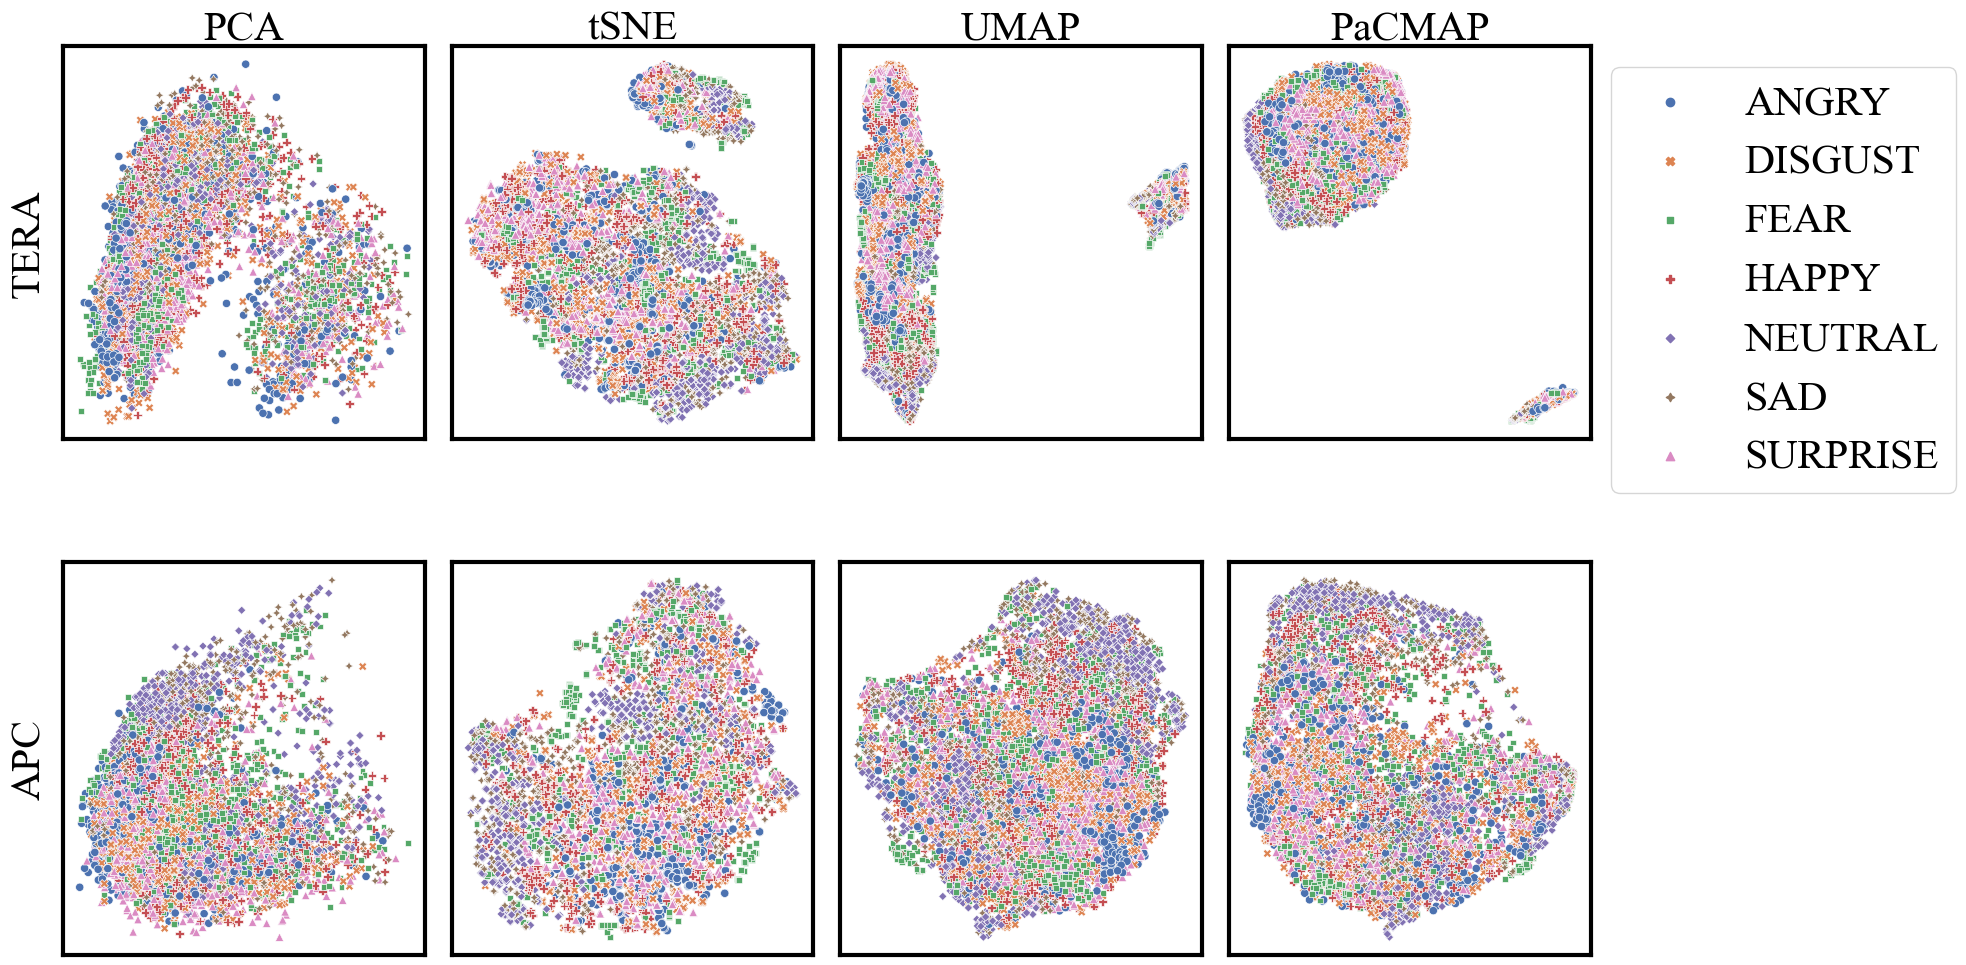 PCA
tSNE
UMAP
PaCMAP
TERA
ANGRY
DISGUST
FEAR
HAPPY
NEUTRAL
SAD
SURPRISE
APC